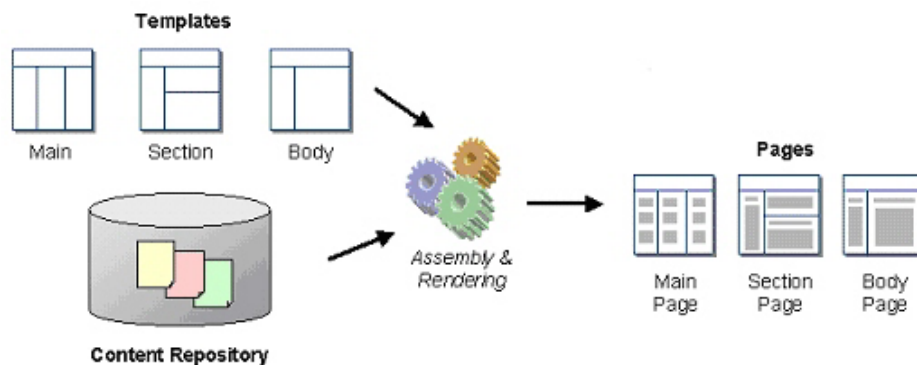 Templates
Main
Section
Body
Content Repository
Assembly &
Rendering
Pages
Main
Page
Section
Page
Body
Page